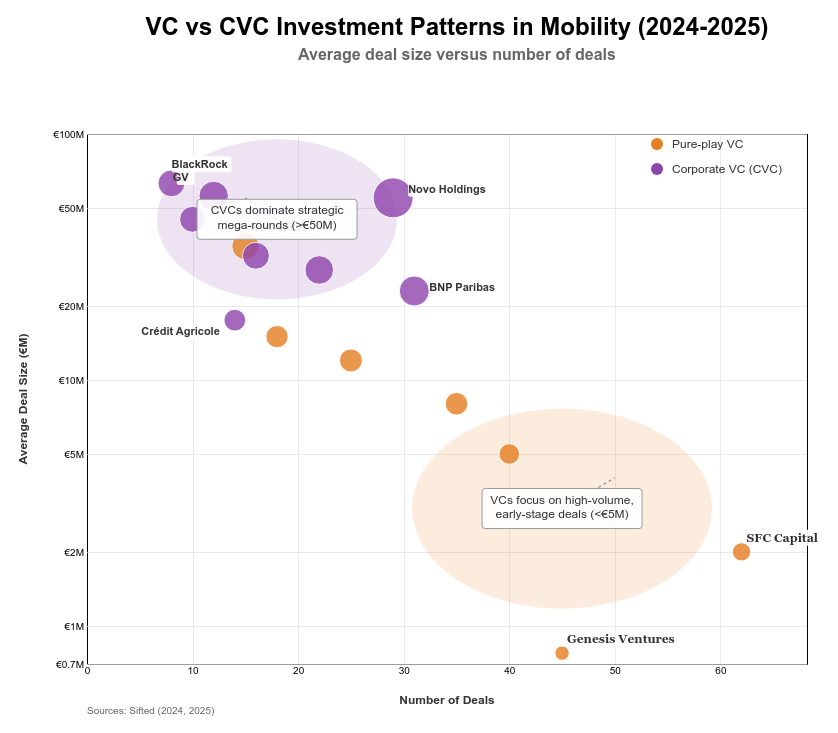 VC vs CVC Investment Patterns in Mobility (2024-2025)
Average deal size versus number of deals
Pure-play VC
Corporate VC (CVC)
€100M
€50M
€20M
€10M
€5M
€2M
€1M
€0.7M
Average Deal Size (€M)
BlackRock
GV
Novo Holdings
CVCs dominate strategic
mega-rounds (>€50M)
BNP Paribas
Crédit Agricole
VCs focus on high-volume,
early-stage deals (<€5M)
SFC Capital
Genesis Ventures
0
10
20
30
40
50
60
Number of Deals
Sources: Sifted (2024, 2025)